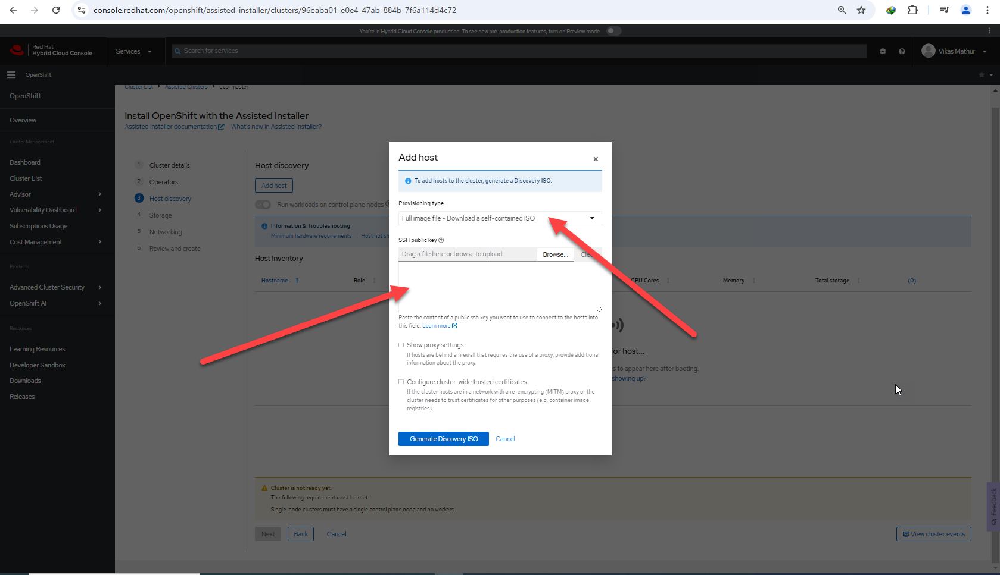 console.redhat.com/openshift/assisted-installer/clusters/96eaba01-e0e4-47ab-884b-7f6a114d4c72
You're in Hybrid Cloud Console production. To see new pre-production features, turn on Preview mode
Red Hat
Hybrid Cloud Console
Services
Search for services
Vikas Mathur
OpenShift
Cluster List > Assisted Clusters > ocp-master
OpenShift
Overview
Cluster Management
Dashboard
Cluster List
Advisor
Vulnerability Dashboard
Subscriptions Usage
Cost Management
Products
Advanced Cluster Security
OpenShift AI
Resources
Learning Resources
Developer Sandbox
Downloads
Releases
Install OpenShift with the Assisted Installer
Assisted Installer documentation What's new in Assisted Installer?
1 Cluster details
2 Operators
3 Host discovery
4 Storage
5 Networking
6 Review and create
Host discovery
Add host
Run workloads on control plane nodes
Information & Troubleshooting
Minimum hardware requirements Host not sh
Host Inventory
Hostname Role CPU Cores Memory Total storage (0)
for host...
es to appear here after booting.
showing up?
Add host
To add hosts to the cluster, generate a Discovery ISO.
Provisioning type
Full image file - Download a self-contained ISO
SSH public key
Drag a file here or browse to upload Browse... Cle
Paste the content of a public ssh key you want to use to connect to the hosts into
this field. Learn more
Show proxy settings
If hosts are behind a firewall that requires the use of a proxy, provide additional
information about the proxy.
Configure cluster-wide trusted certificates
If the cluster hosts are in a network with a re-encrypting (MITM) proxy or the
cluster needs to trust certificates for other purposes (e.g. container image
registries).
Generate Discovery ISO Cancel
Cluster is not ready yet.
The following requirement must be met:
Single-node clusters must have a single control plane node and no workers.
Next Back Cancel
View cluster events
Feedback